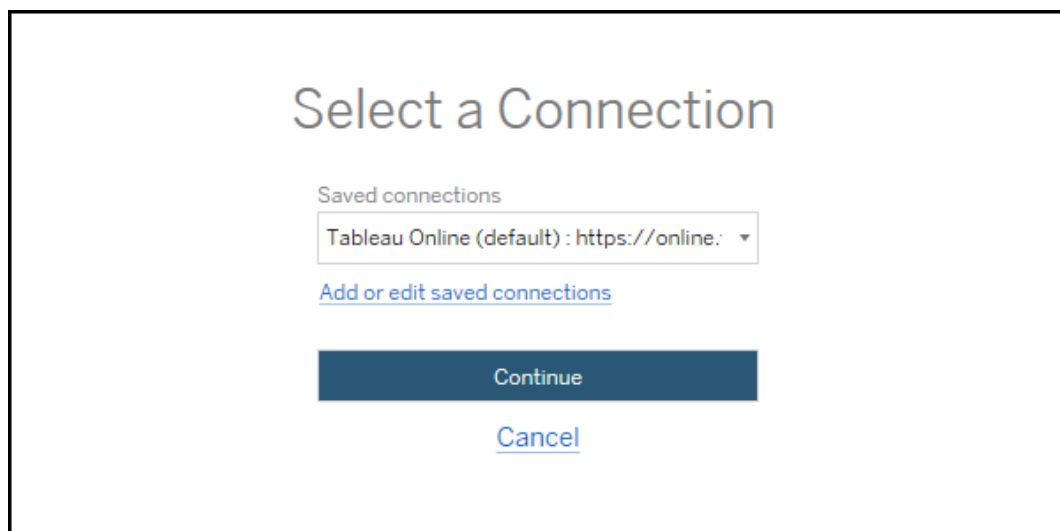 Select a Connection
Saved connections
Tableau Online (default) : https://online.
Add or edit saved connections
Continue
Cancel